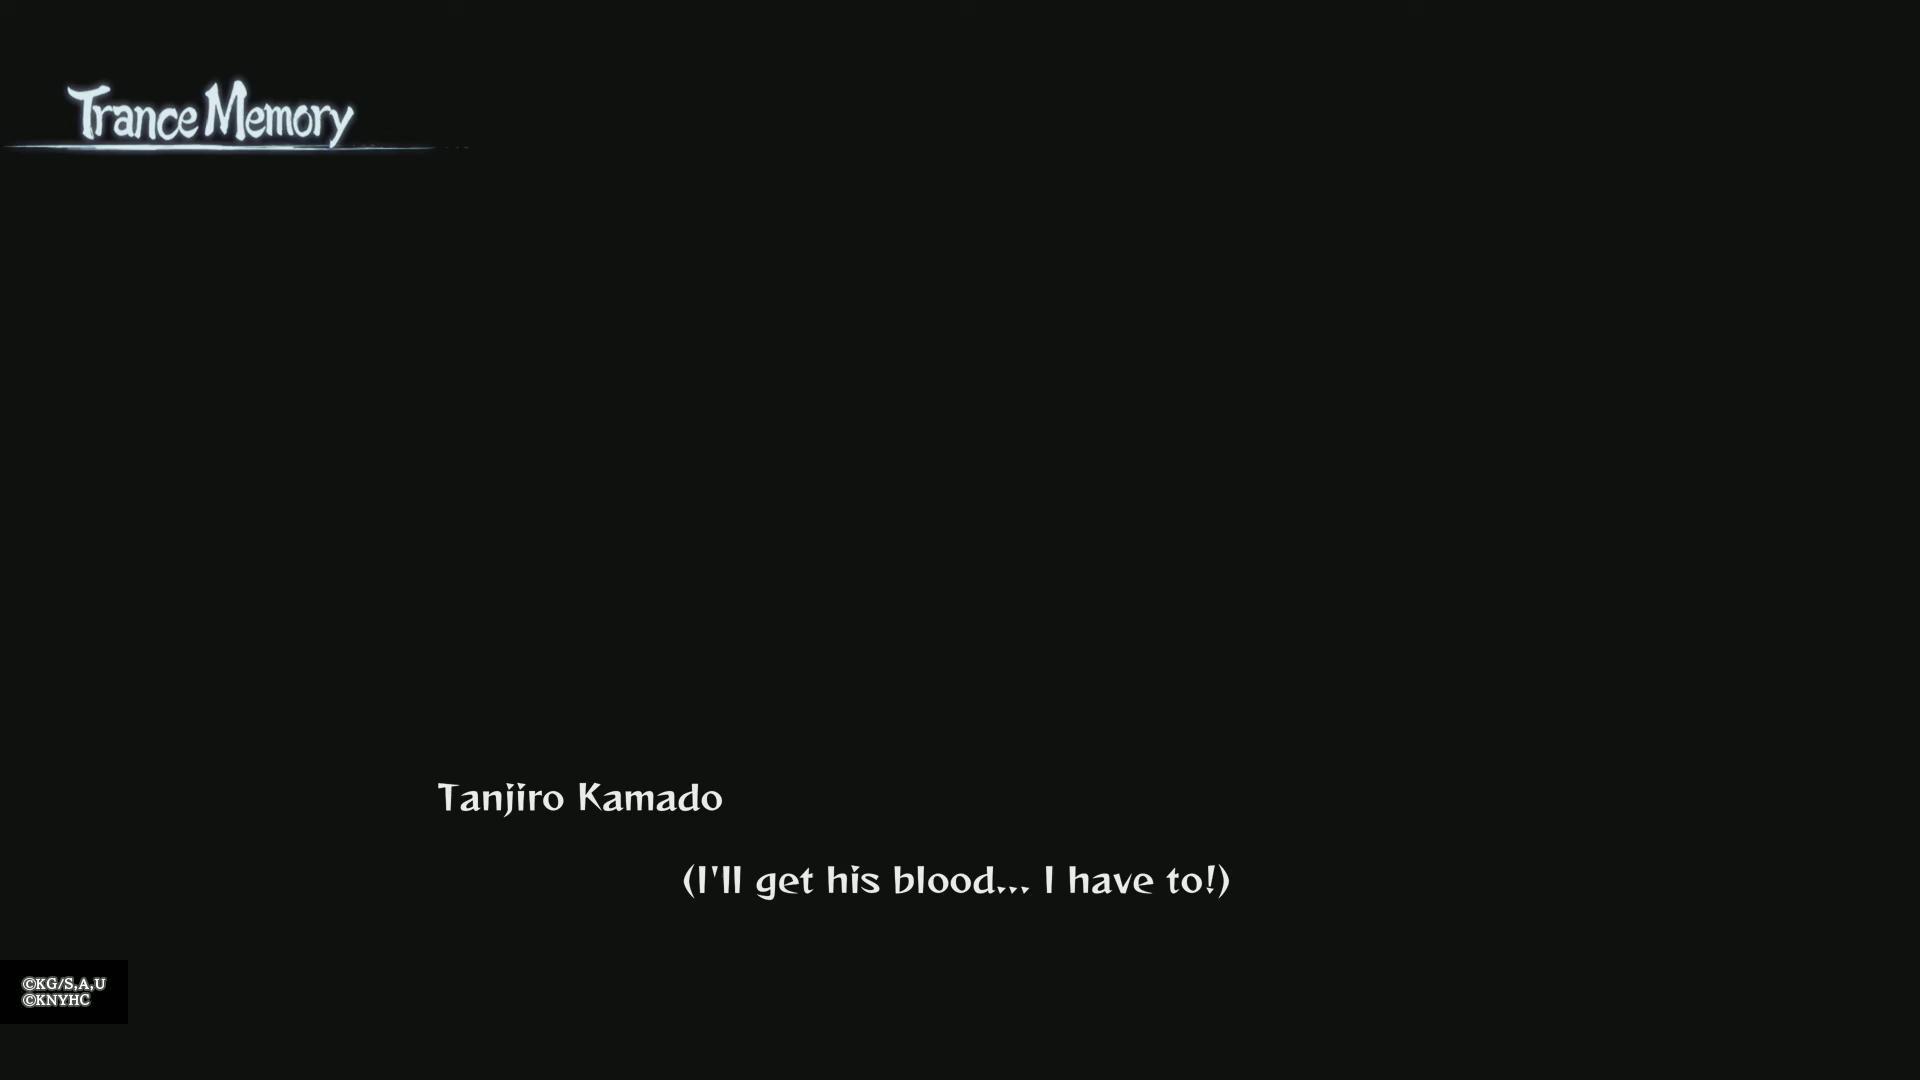 Trance Memory
Tanjiro Kamado
(I'll get his blood... I have to!)
©KG/S,A,U
©KNYHC